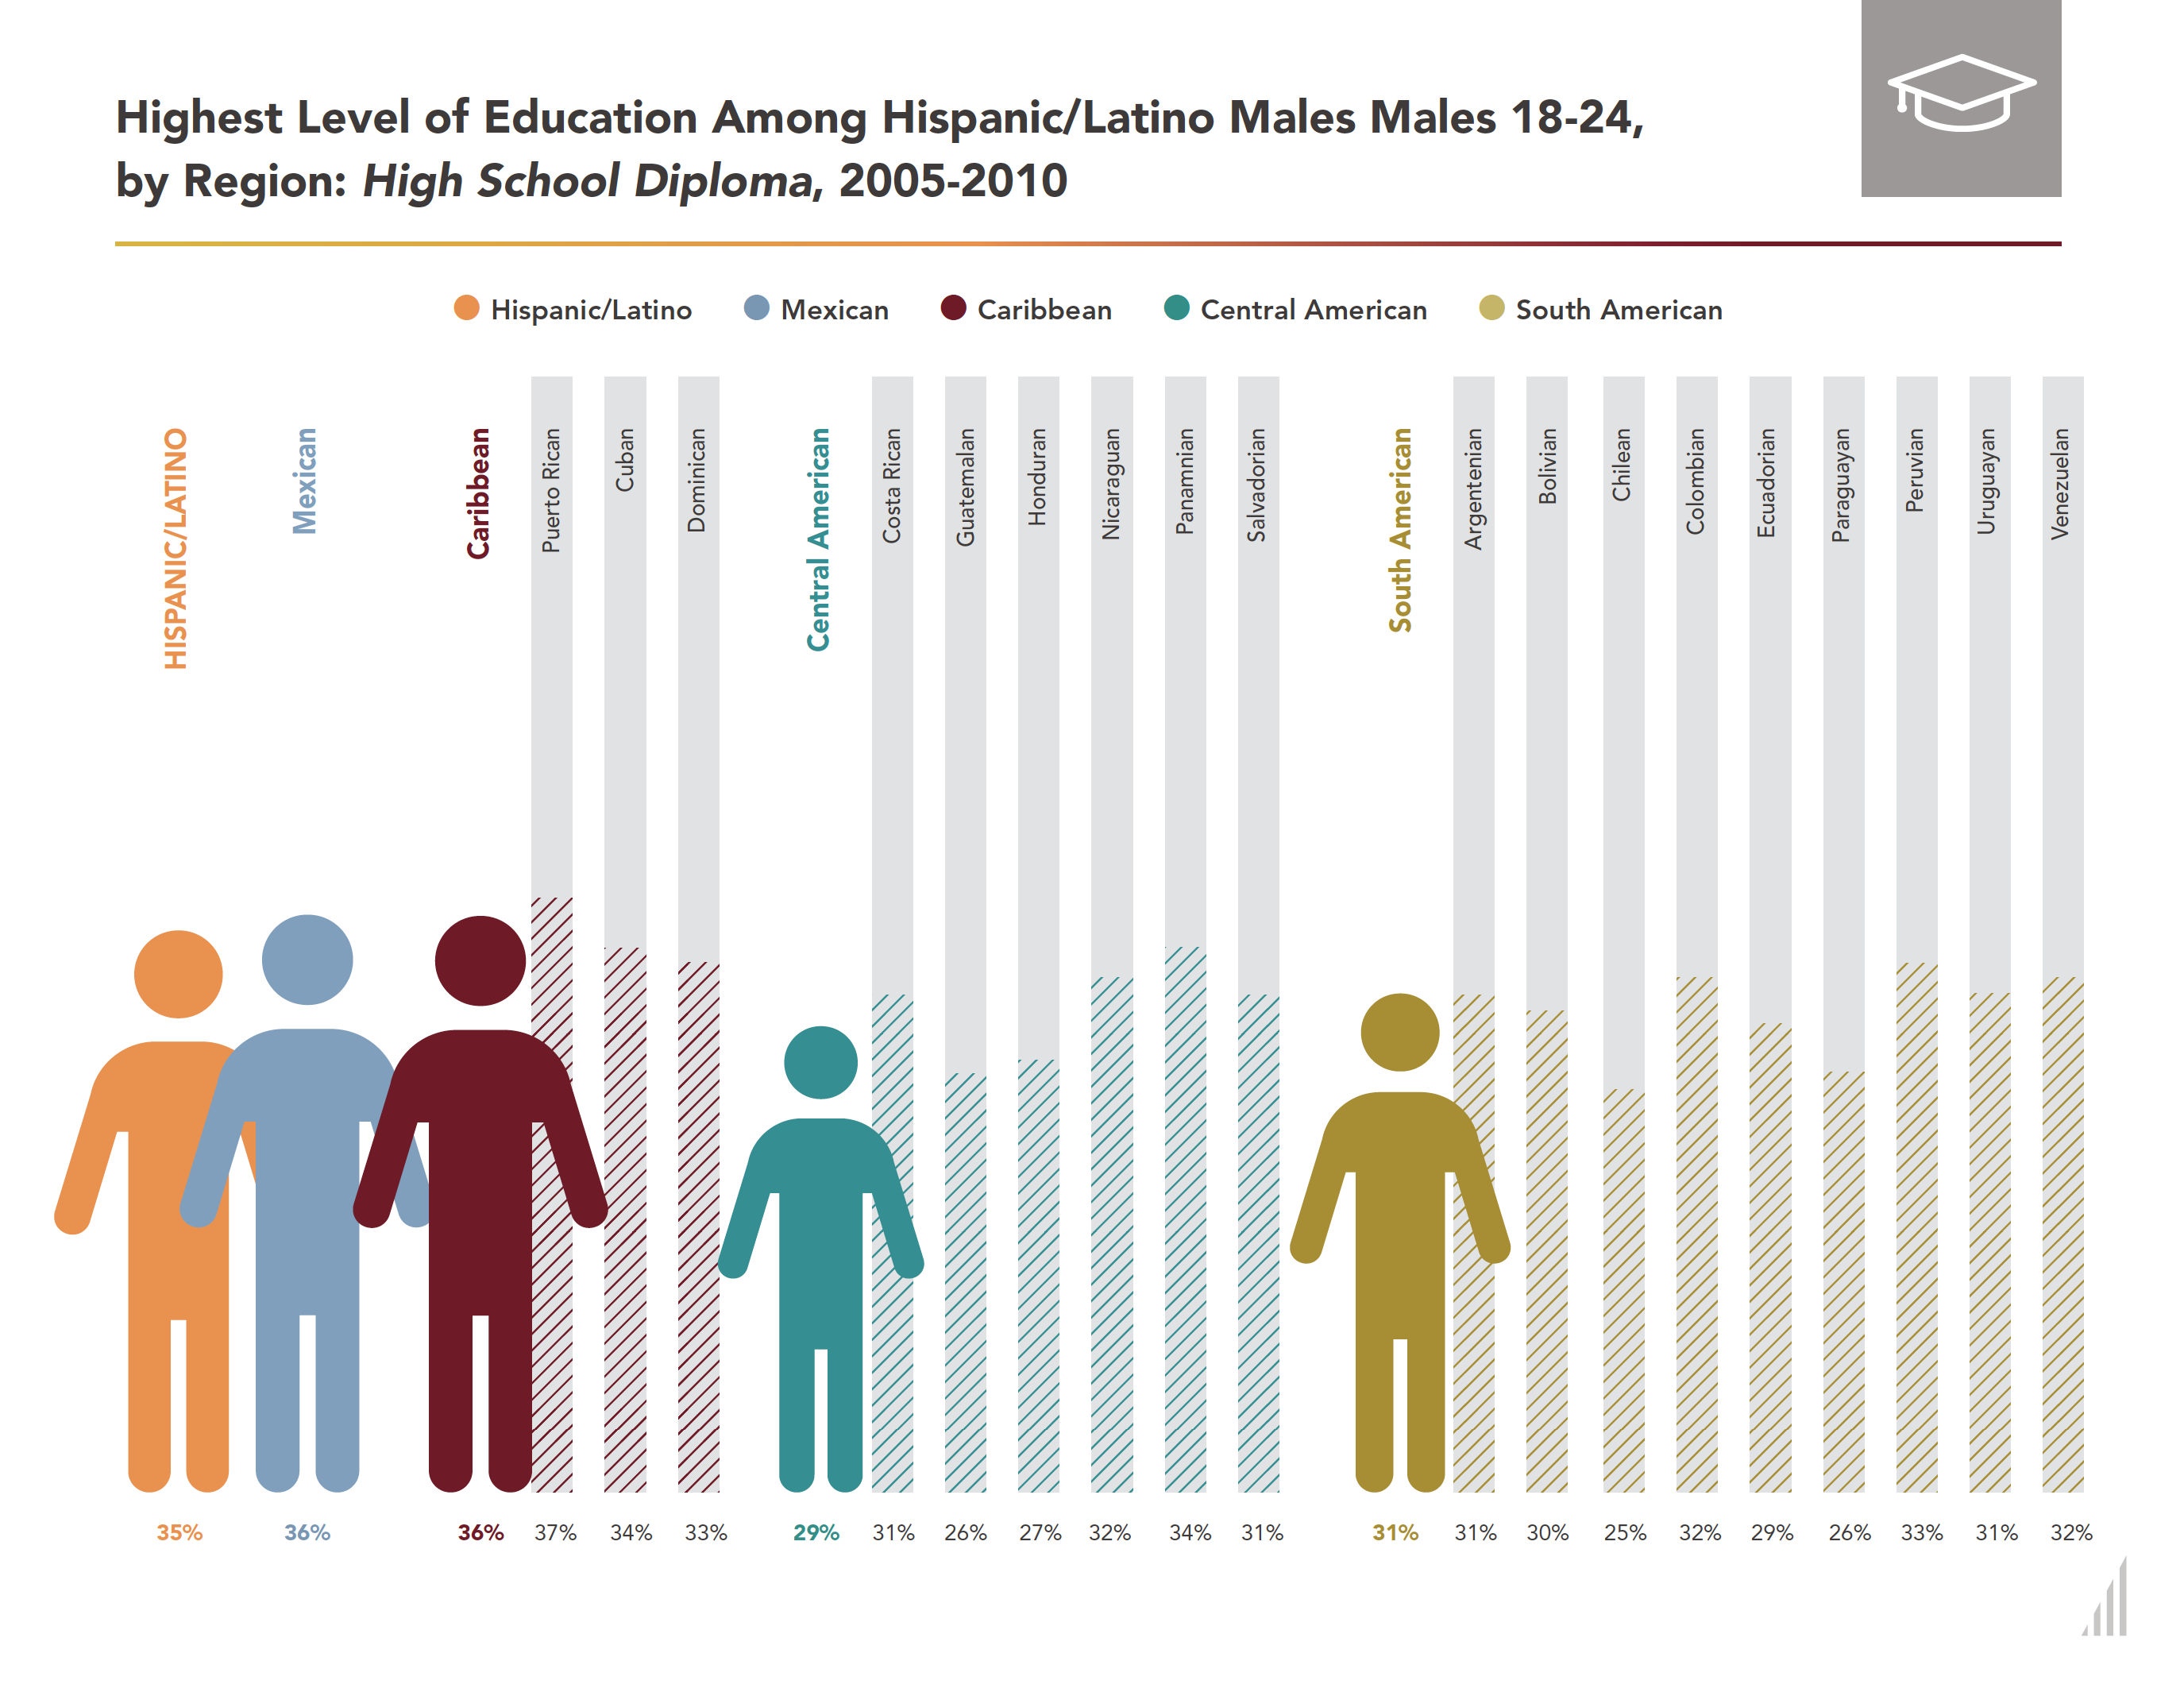 Highest Level of Education Among Hispanic/Latino Males Males 18-24,
by Region: High School Diploma, 2005-2010
Hispanic/Latino
Mexican
Caribbean
Central American
South American
HISPANIC/LATINO
Mexican
Caribbean
Puerto Rican
Cuban
Dominican
Central American
Costa Rican
Guatemalan
Honduran
Nicaraguan
Panamnian
Salvadorian
South American
Argentenian
Bolivian
Chilean
Colombian
Ecuadorian
Paraguayan
Peruvian
Uruguayan
Venezuelan
35%
36%
36%
37%
34%
33%
29%
31%
26%
27%
32%
34%
31%
31%
31%
30%
25%
32%
29%
26%
33%
31%
32%